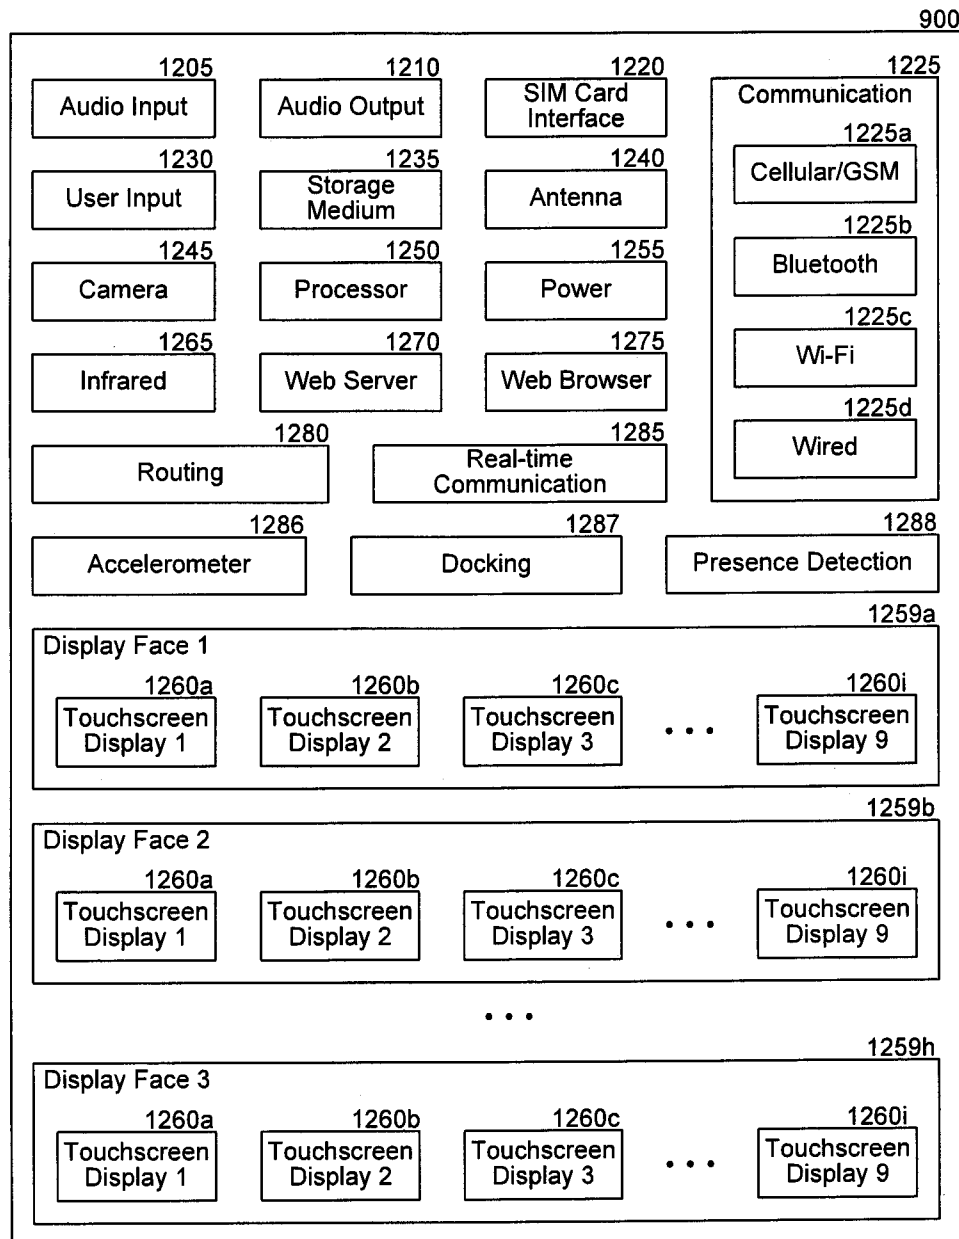 900
1205 1210 1220 1225
Audio Input Audio Output SIM Card Interface Communication
1225a
Cellular/GSM
1230 1235 1240
User Input Storage Medium Antenna
1225b
Bluetooth
1245 1250 1255
Camera Processor Power
1225c
Wi-Fi
1265 1270 1275
Infrared Web Server Web Browser
1225d
Wired
1280 1285
Routing Real-time Communication
1286 1287 1288
Accelerometer Docking Presence Detection
1259a
Display Face 1
1260a 1260b 1260c 1260i
Touchscreen Touchscreen Touchscreen Touchscreen
Display 1 Display 2 Display 3 • • • Display 9
1259b
Display Face 2
1260a 1260b 1260c 1260i
Touchscreen Touchscreen Touchscreen Touchscreen
Display 1 Display 2 Display 3 • • • Display 9
• • •
1259h
Display Face 3
1260a 1260b 1260c 1260i
Touchscreen Touchscreen Touchscreen Touchscreen
Display 1 Display 2 Display 3 • • • Display 9